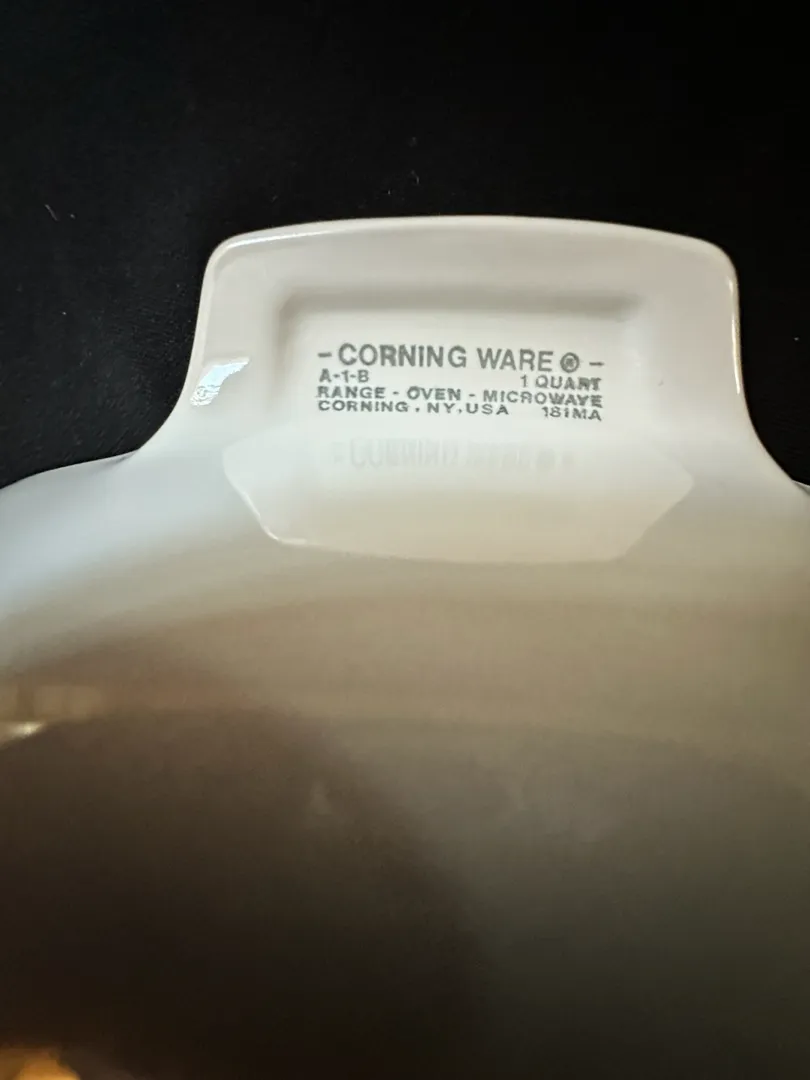 - CORNING WARE ® -
A-1-B 1 QUART
RANGE - OVEN - MICROWAVE
CORNING, NY, USA 181MA